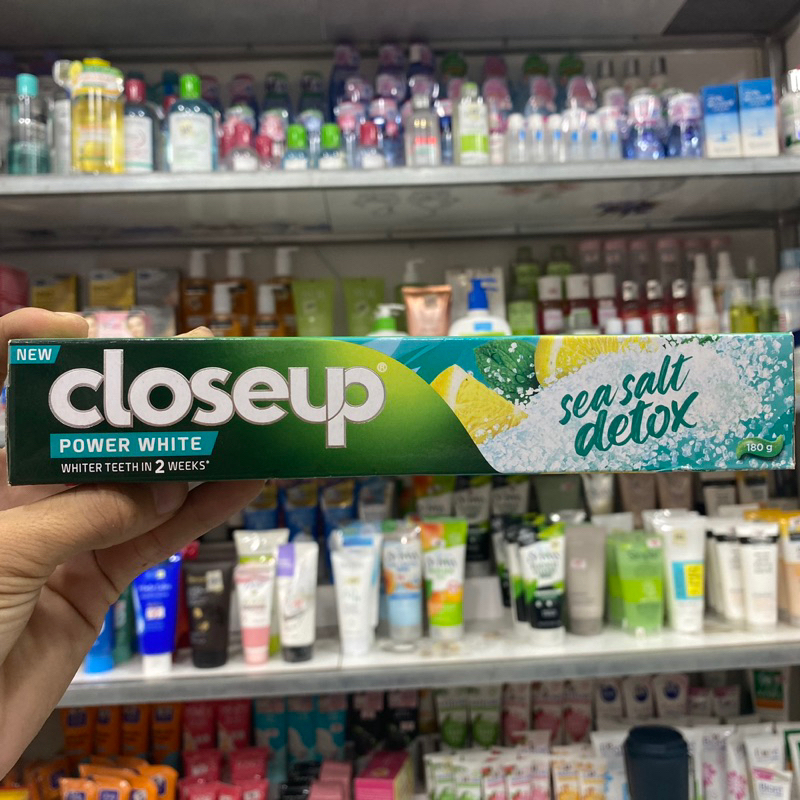 NEW
closeup®
POWER WHITE
WHITER TEETH IN 2 WEEKS*
sea salt
detox
180 g